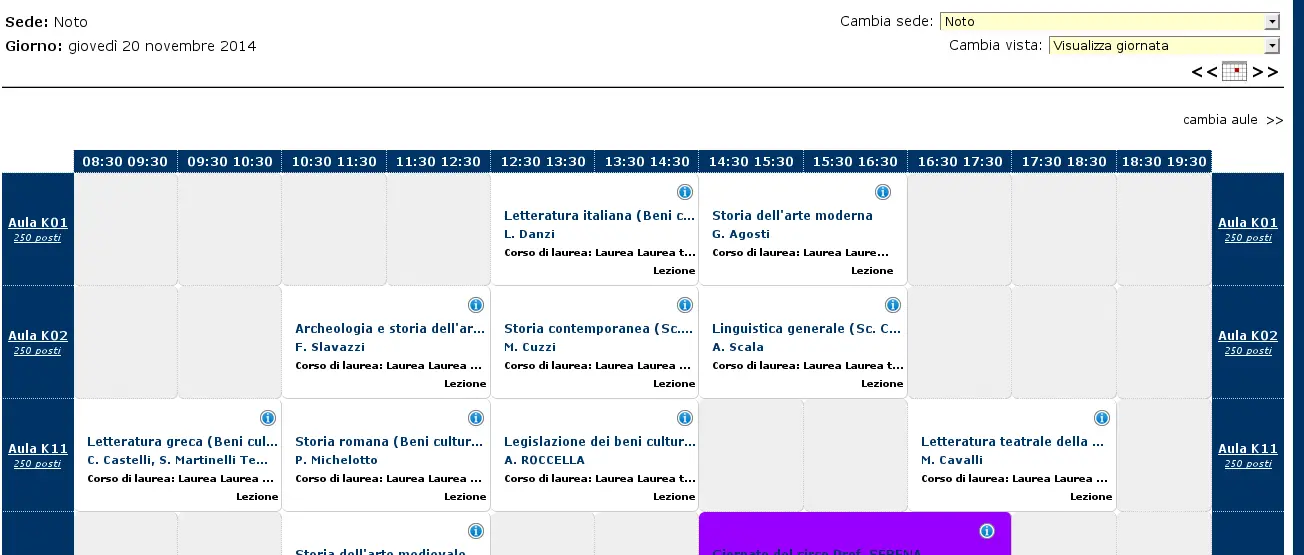 Sede: Noto
Cambia sede: Noto
Giorno: giovedì 20 novembre 2014
Cambia vista: Visualizza giornata
<< >>
cambia aule >>
08:30 09:30 09:30 10:30 10:30 11:30 11:30 12:30 12:30 13:30 13:30 14:30 14:30 15:30 15:30 16:30 16:30 17:30 17:30 18:30 18:30 19:30
Aula K01
250 posti
Letteratura italiana (Beni c...
L. Danzi
Corso di laurea: Laurea Laurea t...
Lezione
Storia dell'arte moderna
G. Agosti
Corso di laurea: Laurea Laure...
Lezione
Aula K01
250 posti
Aula K02
250 posti
Archeologia e storia dell'ar...
F. Slavazzi
Corso di laurea: Laurea Laurea ...
Lezione
Storia contemporanea (Sc....
M. Cuzzi
Corso di laurea: Laurea Laurea ...
Lezione
Linguistica generale (Sc. C...
A. Scala
Corso di laurea: Laurea Laurea t...
Lezione
Aula K02
250 posti
Aula K11
250 posti
Letteratura greca (Beni cul...
C. Castelli, S. Martinelli Te...
Corso di laurea: Laurea Laurea ...
Lezione
Storia romana (Beni cultur...
P. Michelotto
Corso di laurea: Laurea Laurea ...
Lezione
Legislazione dei beni cultur...
A. ROCCELLA
Corso di laurea: Laurea Laurea t...
Lezione
Letteratura teatrale della ...
M. Cavalli
Corso di laurea: Laurea Laurea ...
Lezione
Aula K11
250 posti
Storia dell'arte medievale
Giornate del circo Prof. SERENA